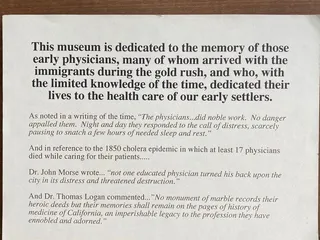 This museum is dedicated to the memory of those
early physicians, many of whom arrived with the
immigrants during the gold rush, and who, with
the limited knowledge of the time, dedicated their
lives to the health care of our early settlers.
As noted in a writing of the time, "The physicians...did noble work. No danger
appalled them. Night and day they responded to the call of distress, scarcely
pausing to snatch a few hours of needed sleep and rest."
And in reference to the 1850 cholera epidemic in which at least 17 physicians
died while caring for their patients.....
Dr. John Morse wrote... "not one educated physician turned his back upon the
city in its distress and threatened destruction."
And Dr. Thomas Logan commented..."No monument of marble records their
heroic deeds but their memories shall remain on the pages of history of
medicine of California, an imperishable legacy to the profession they have
ennobled and adorned."